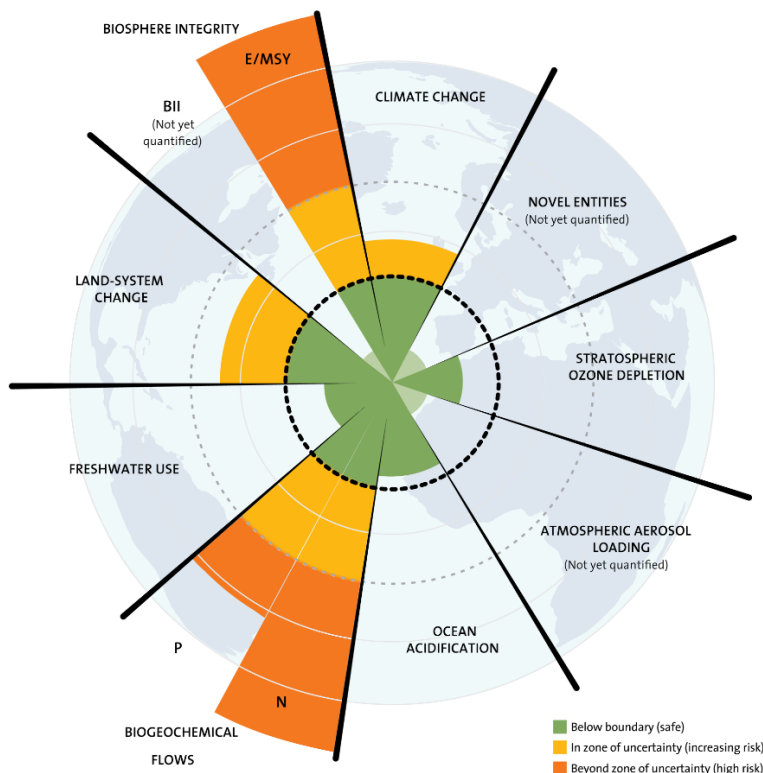 BIOSPHERE INTEGRITY
E/MSY
BII
(Not yet
quantified)
CLIMATE CHANGE
NOVEL ENTITIES
(Not yet quantified)
LAND-SYSTEM
CHANGE
STRATOSPHERIC
OZONE DEPLETION
FRESHWATER USE
ATMOSPHERIC AEROSOL
LOADING
(Not yet quantified)
OCEAN
ACIDIFICATION
P
N
BIOGEOCHEMICAL
FLOWS
Below boundary (safe)
In zone of uncertainty (increasing risk)
Beyond zone of uncertainty (high risk)